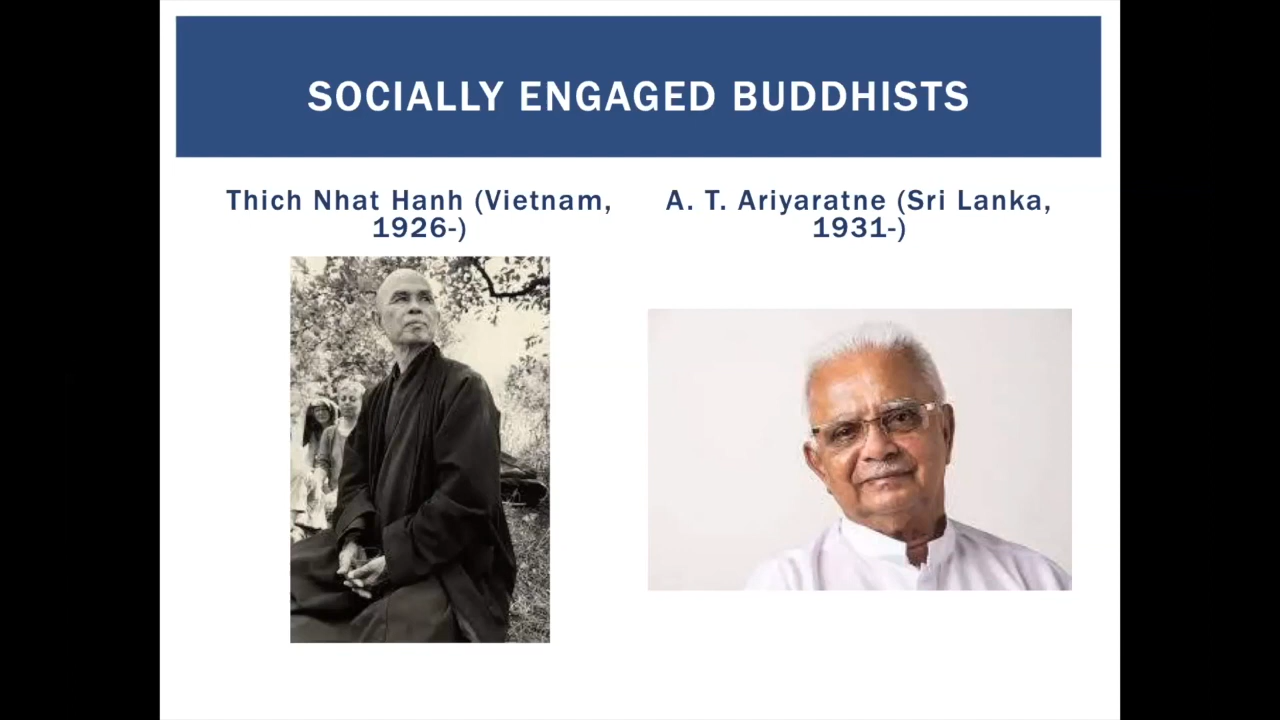 SOCIALLY ENGAGED BUDDHISTS
Thich Nhat Hanh (Vietnam,
1926-)
A. T. Ariyaratne (Sri Lanka,
1931-)